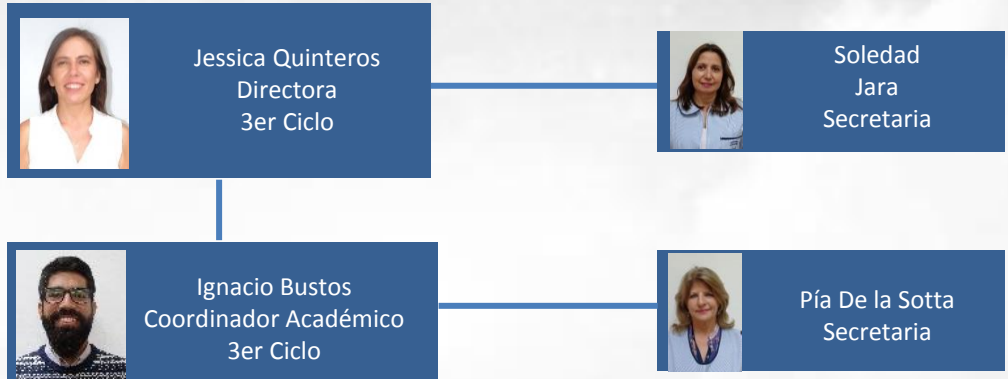 Jessica Quinteros
Directora
3er Ciclo
Soledad
Jara
Secretaria
Ignacio Bustos
Coordinador Académico
3er Ciclo
Pía De la Sotta
Secretaria